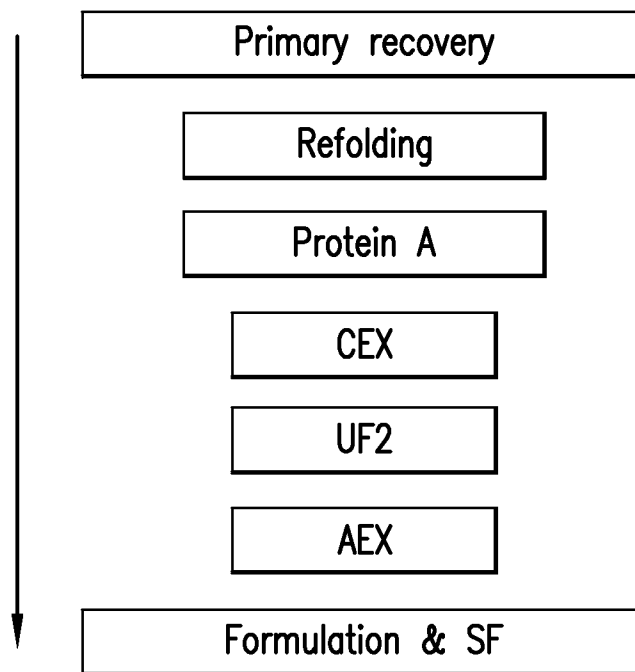 Primary recovery
Refolding
Protein A
CEX
UF2
AEX
Formulation & SF